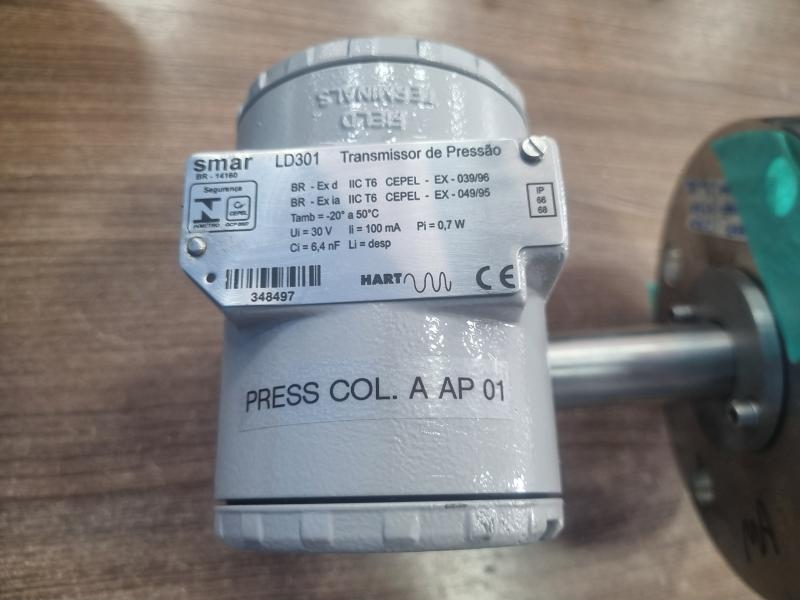 FIELD
TERMINALS
smar LD301 Transmissor de Pressão
BR - 14160
Segurança
INMETRO
CEPEL
BR - Ex d IIC T6 CEPEL - EX - 039/96
BR - Ex ia IIC T6 CEPEL - EX - 049/95
Tamb = -20° a 50°C
Ui = 30 V Ii = 100 mA Pi = 0,7 W
Ci = 6,4 nF Li = desp
IP
66
68
348497
HART
CE
PRESS COL. A AP 01